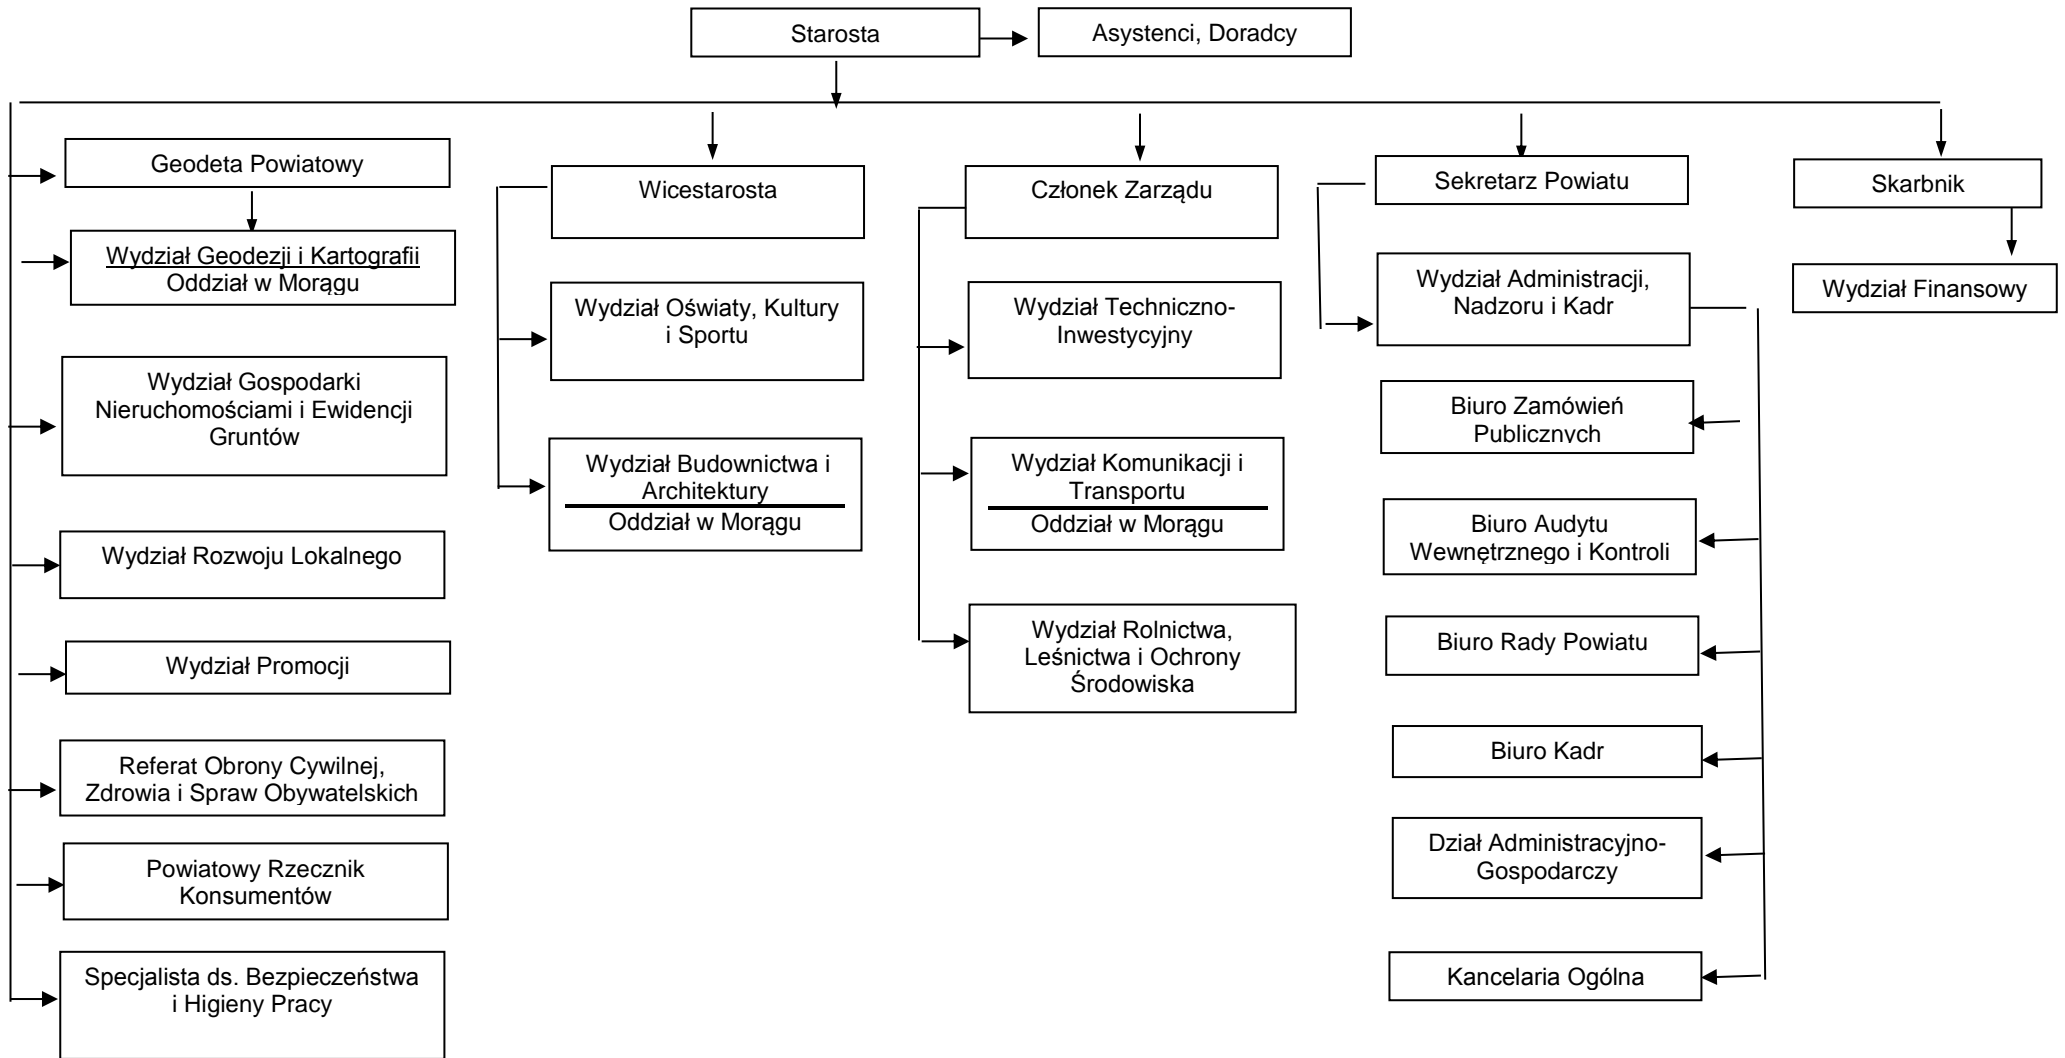 Starosta
Asystenci, Doradcy
Geodeta Powiatowy
Wydział Geodezji i Kartografii
Oddział w Morągu
Wydział Gospodarki
Nieruchomościami i Ewidencji
Gruntów
Wydział Rozwoju Lokalnego
Wydział Promocji
Referat Obrony Cywilnej,
Zdrowia i Spraw Obywatelskich
Powiatowy Rzecznik
Konsumentów
Specjalista ds. Bezpieczeństwa
i Higieny Pracy
Wicestarosta
Wydział Oświaty, Kultury
i Sportu
Wydział Budownictwa i
Architektury
Oddział w Morągu
Członek Zarządu
Wydział Techniczno-
Inwestycyjny
Wydział Komunikacji i
Transportu
Oddział w Morągu
Wydział Rolnictwa,
Leśnictwa i Ochrony
Środowiska
Sekretarz Powiatu
Wydział Administracji,
Nadzoru i Kadr
Biuro Zamówień
Publicznych
Biuro Audytu
Wewnętrznego i Kontroli
Biuro Rady Powiatu
Biuro Kadr
Dział Administracyjno-
Gospodarczy
Kancelaria Ogólna
Skarbnik
Wydział Finansowy